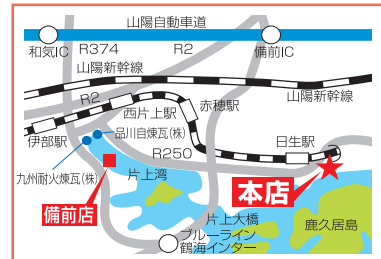 山陽自動車道
和気IC
R374
R2
備前IC
山陽新幹線
山陽新幹線
R2
西片上駅
赤穂駅
伊部駅
品川自煉瓦(株)
日生駅
R250
九州耐火煉瓦(株)
片上湾
本店
備前店
片上大橋
鹿久居島
ブルーライン
鶴海インター